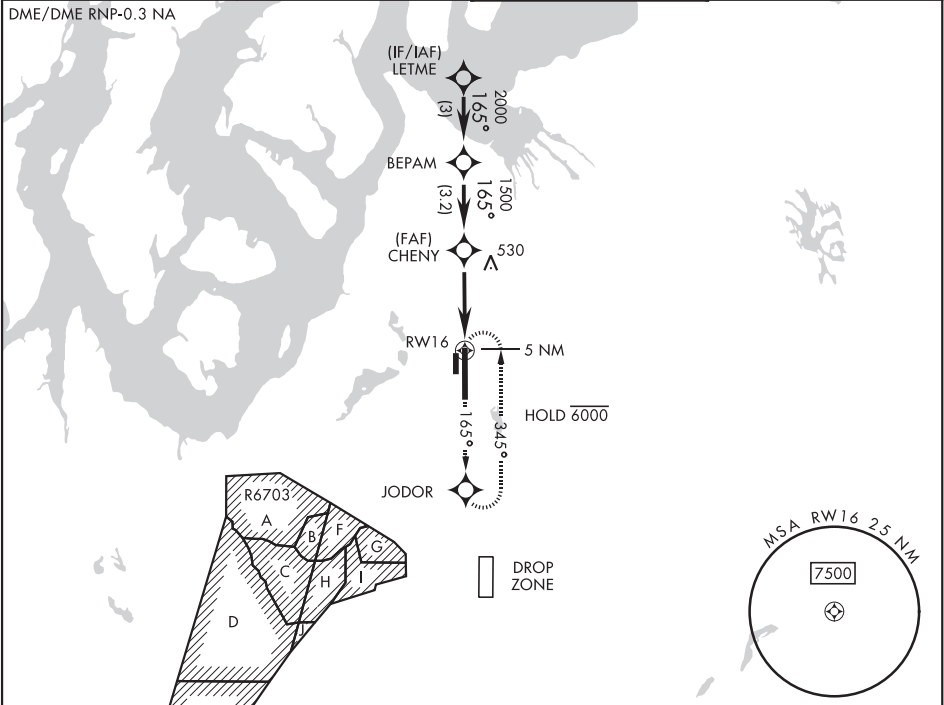 DME/DME RNP-0.3 NA
(IF/IAF)
LETME
2000
165°
(3)
BEPAM
1500
165°
(3.2)
(FAF)
CHENY
530
RW16
5 NM
HOLD 6000
165°
345°
JODOR
R6703
A
B
F
G
C
H
I
D
J
DROP
ZONE
MSA RW16 25 NM
7500